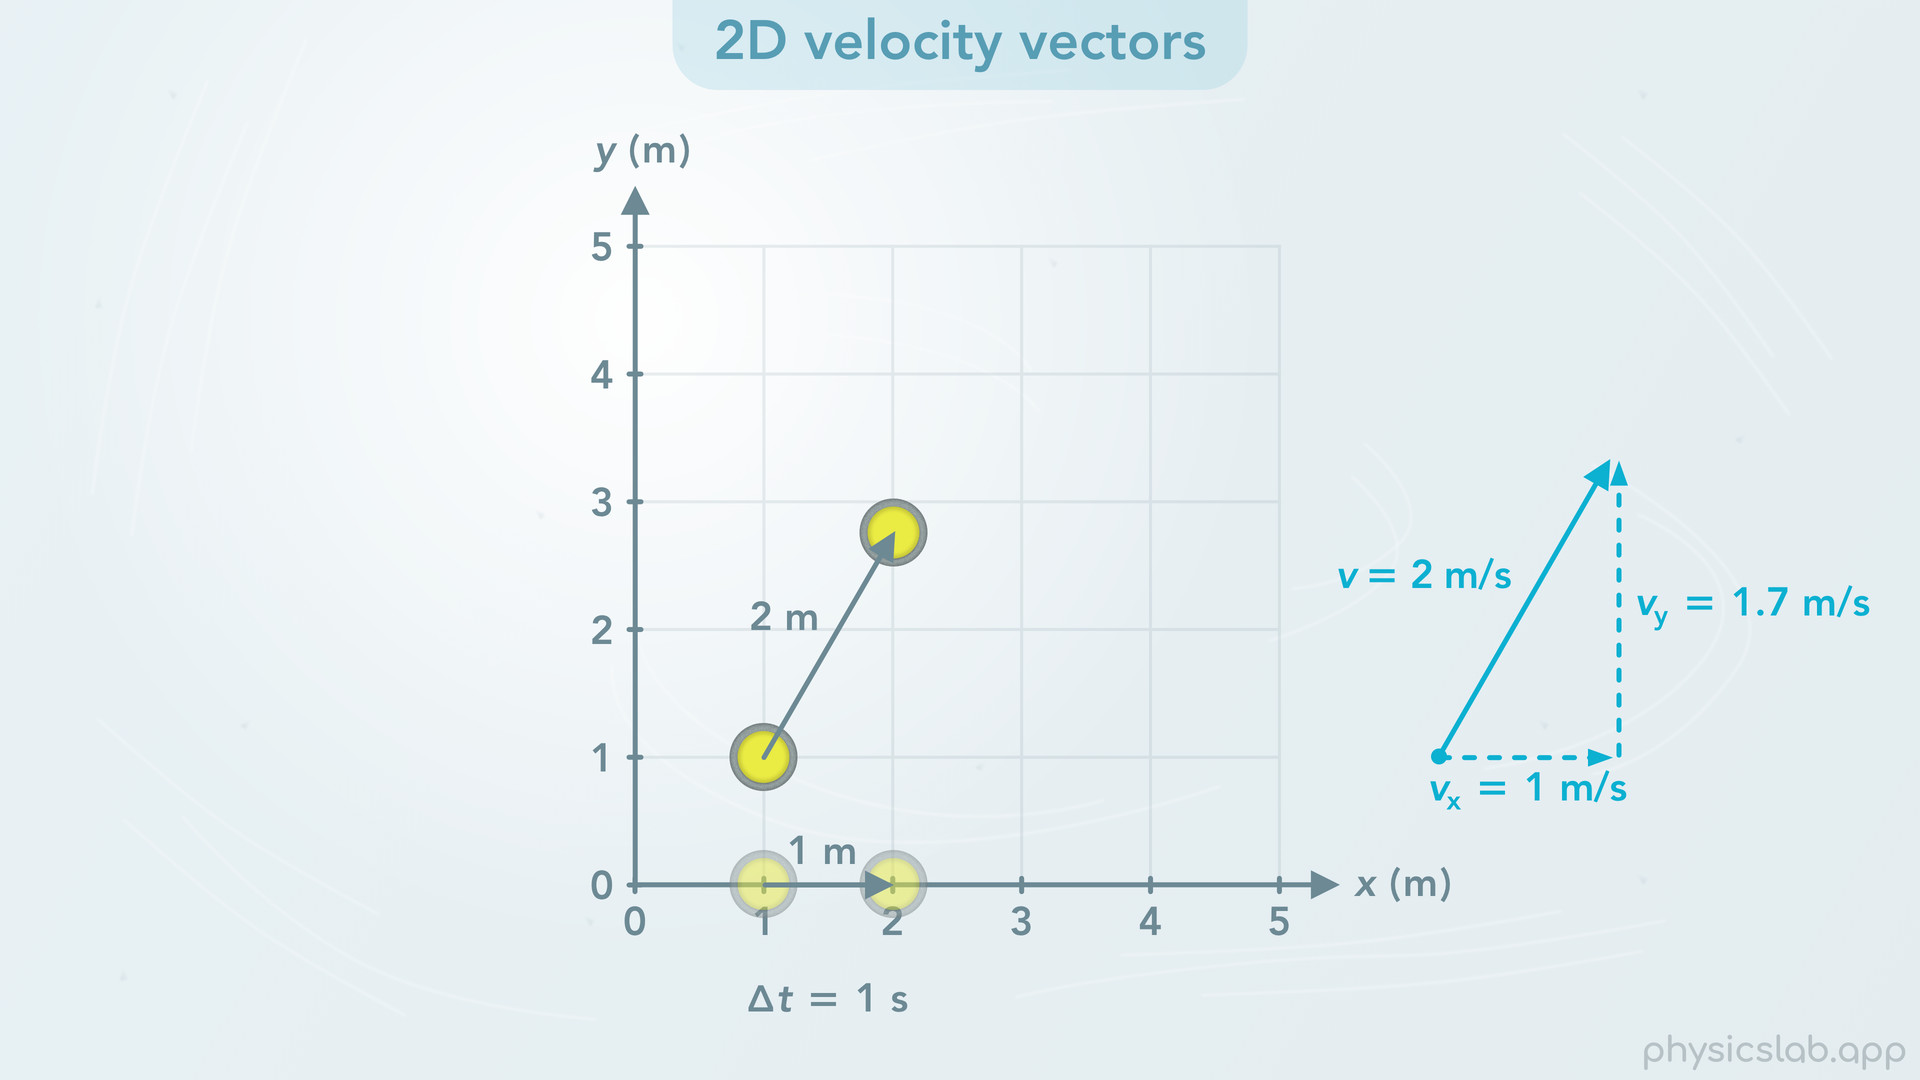 2D velocity vectors
y (m)
5
4
3
2
1
0
2 m
1 m
0 1 2 3 4 5
x (m)
Δt = 1 s
v = 2 m/s
vy = 1.7 m/s
vx = 1 m/s
physicslab.app